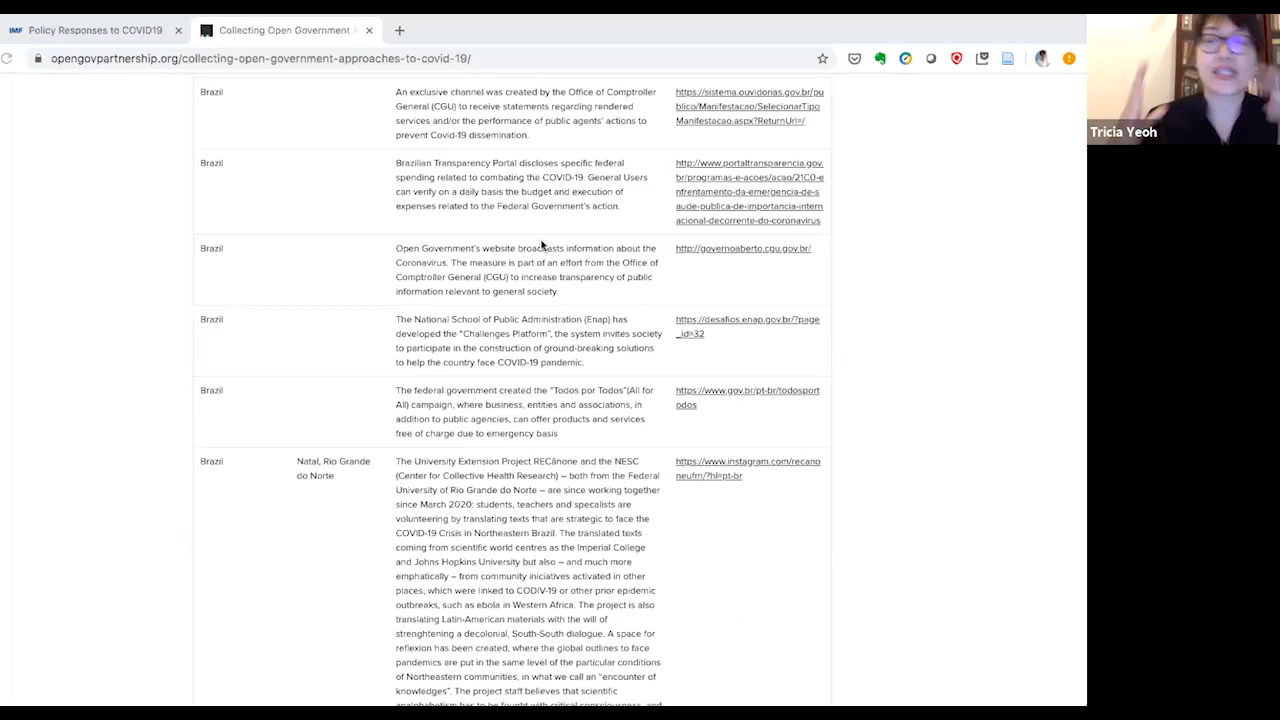 IMF Policy Responses to COVID19
Collecting Open Government A
opengovpartnership.org/collecting-open-government-approaches-to-covid-19/
Tricia Yeoh
Brazil
An exclusive channel was created by the Office of Comptroller
General (CGU) to receive statements regarding rendered
services and/or the performance of public agents' actions to
prevent Covid-19 dissemination.
https://sistema.ouvidorias.gov.br/pu
blico/Manifestacao/SelecionarTipo
Manifestacao.aspx?ReturnUrl=/
Brazil
Brazilian Transparency Portal discloses specific federal
spending related to combating the COVID-19. General Users
can verify on a daily basis the budget and execution of
expenses related to the Federal Government's action.
http://www.portaltransparencia.gov.
br/programas-e-acoes/acao/21C0-e
nfrentamento-da-emergencia-de-s
aude-publica-de-importancia-intern
acional-decorrente-do-coronavirus
Brazil
Open Government's website broadcasts information about the
Coronavirus. The measure is part of an effort from the Office of
Comptroller General (CGU) to increase transparency of public
information relevant to general society.
http://governoaberto.cgu.gov.br/
Brazil
The National School of Public Administration (Enap) has
developed the "Challenges Platform", the system invites society
to participate in the construction of ground-breaking solutions
to help the country face COVID-19 pandemic.
https://desafios.enap.gov.br/?page
_id=32
Brazil
The federal government created the "Todos por Todos"(All for
All) campaign, where business, entities and associations, in
addition to public agencies, can offer products and services
free of charge due to emergency basis
https://www.gov.br/pt-br/todosport
odos
Brazil
Natal, Rio Grande
do Norte
The University Extension Project RECânone and the NESC
(Center for Collective Health Research) – both from the Federal
University of Rio Grande do Norte – are since working together
since March 2020: students, teachers and specalists are
volunteering by translating texts that are strategic to face the
COVID-19 Crisis in Northeastern Brazil. The translated texts
coming from scientific world centres as the Imperial College
and Johns Hopkins University but also – and much more
emphatically – from community iniciatives activated in other
places, which were linked to CODIV-19 or other prior epidemic
outbreaks, such as ebola in Western Africa. The project is also
translating Latin-American materials with the will of
strenghtening a decolonial, South-South dialogue. A space for
reflexion has been created, where the global outlines to face
pandemics are put in the same level of the particular conditions
of Northeastern communities, in what we call an "encounter of
knowledges". The project staff believes that scientific
analphabetism has to be fought with critical consciousness, and
https://www.instagram.com/recano
neufrn/?hl=pt-br